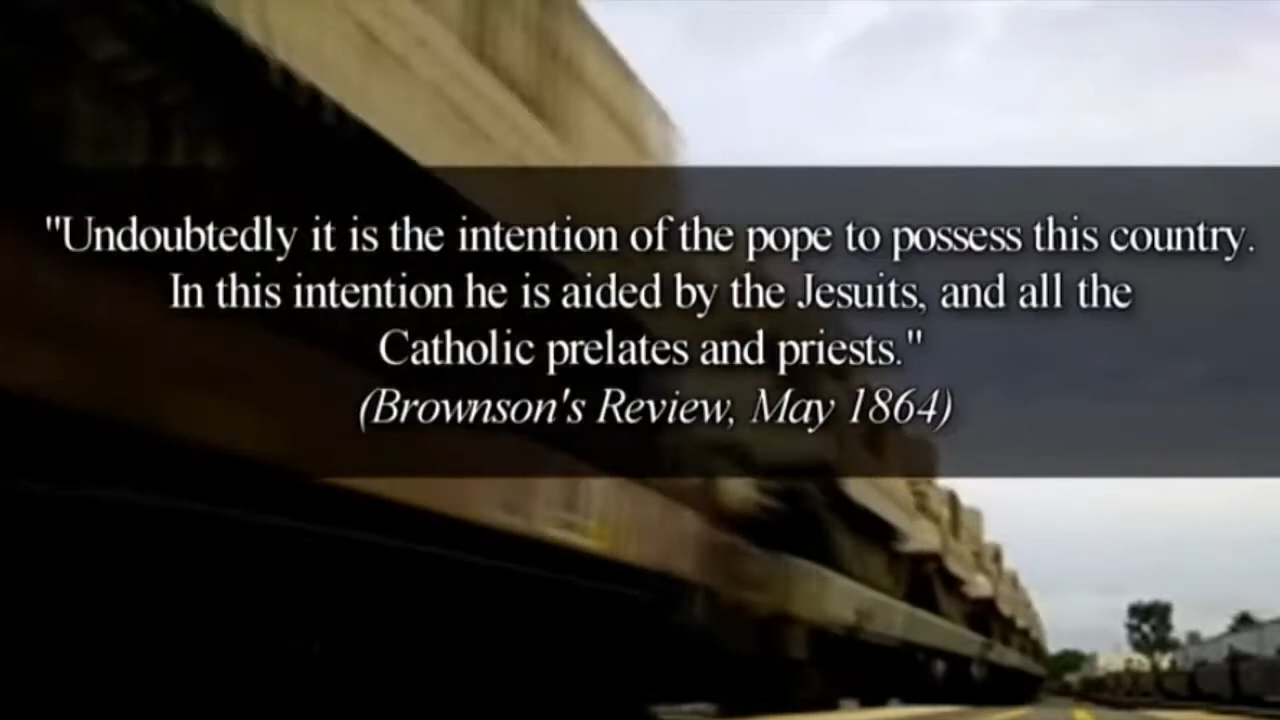 "Undoubtedly it is the intention of the pope to possess this country.
In this intention he is aided by the Jesuits, and all the
Catholic prelates and priests."
(Brownson's Review, May 1864)